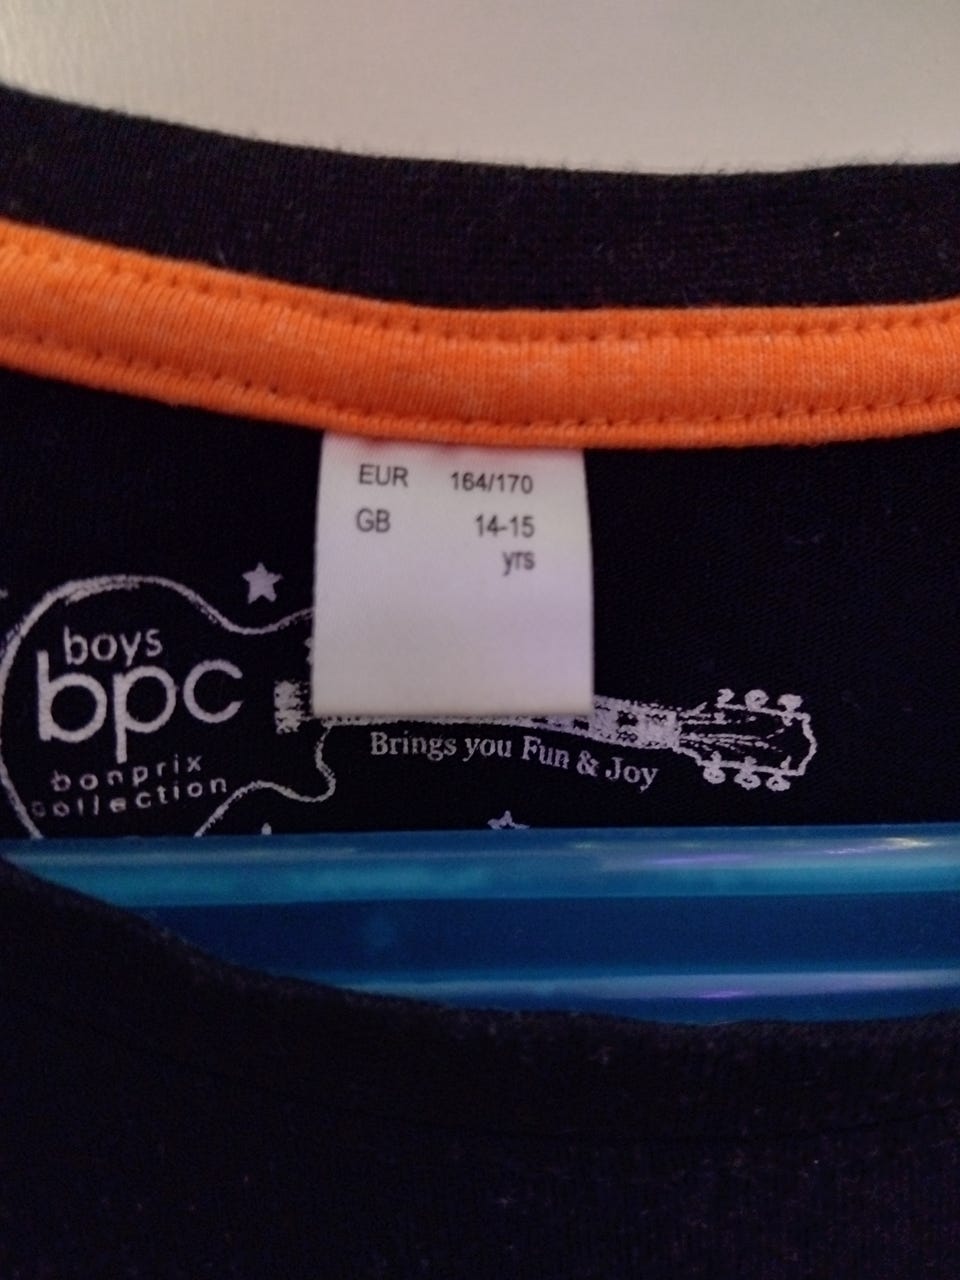 EUR 164/170
GB 14-15
yrs
boys
bpc
bonprix
collection
Brings you Fun & Joy